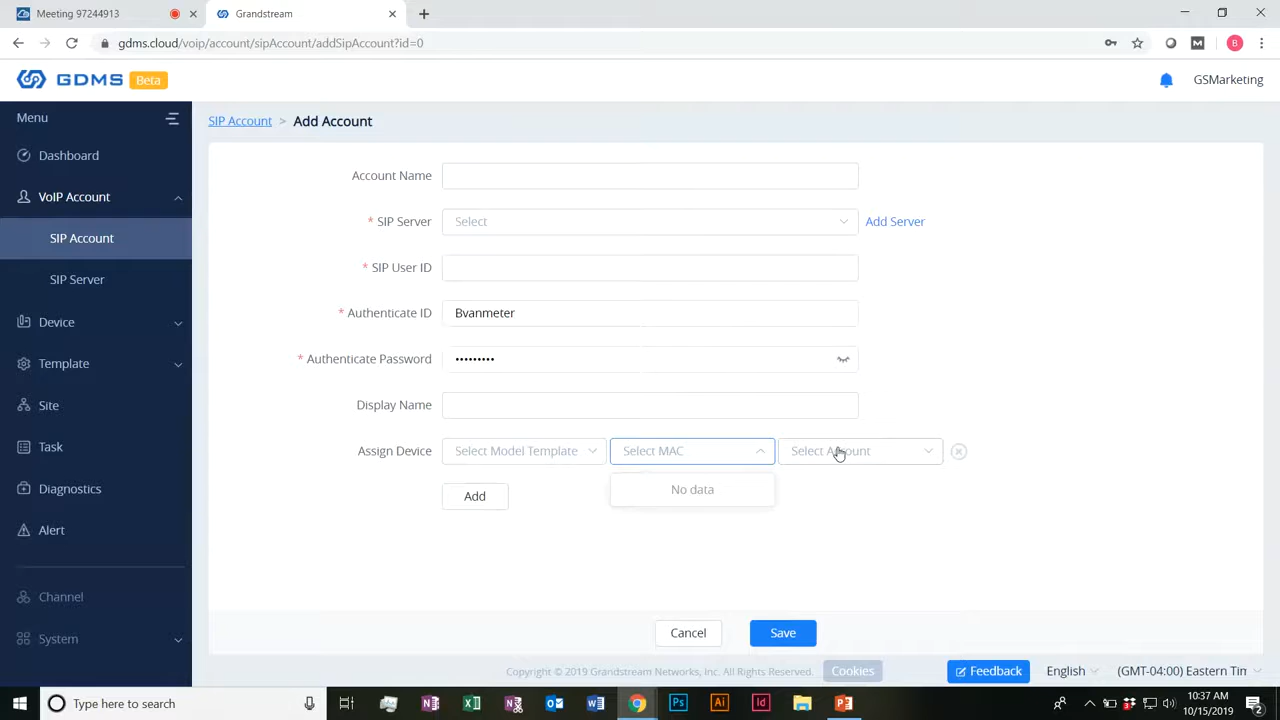 Meeting 97244913
Grandstream
gdms.cloud/voip/account/sipAccount/addSipAccount?id=0
M
B
GDMS Beta
GSMarketing
Menu
SIP Account > Add Account
Dashboard
VoIP Account
SIP Account
SIP Server
Device
Template
Site
Task
Diagnostics
Alert
Channel
System
Account Name
* SIP Server Select Add Server
* SIP User ID
* Authenticate ID Bvanmeter
* Authenticate Password •••••••••
Display Name
Assign Device Select Model Template Select MAC Select Account
No data
Add
Cancel Save
Copyright © 2019 Grandstream Networks, Inc. All Rights Reserved. Cookies Feedback English (GMT-04:00) Eastern Tim
Type here to search
Ps Ai Id
10:37 AM
10/15/2019
2